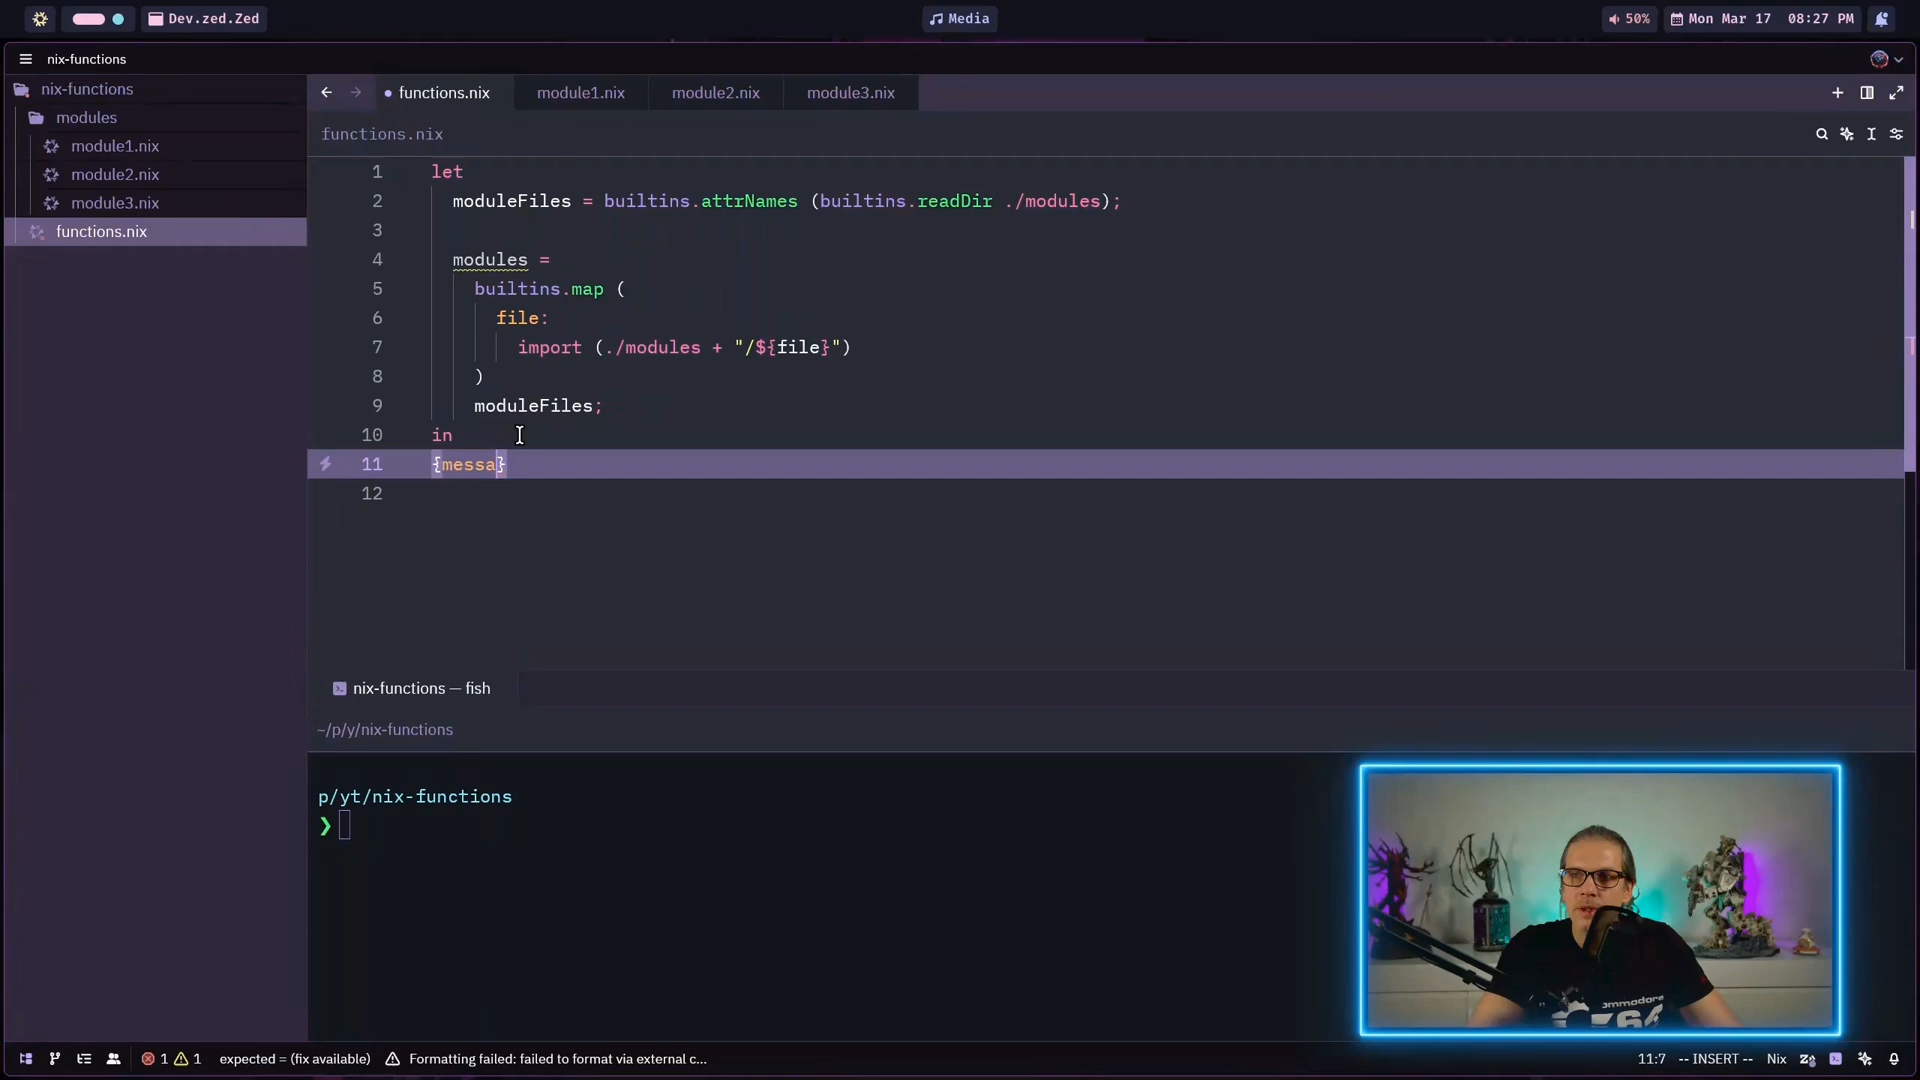 Dev.zed.Zed
Media
50%
Mon Mar 17 08:27 PM
nix-functions
nix-functions
modules
module1.nix
module2.nix
module3.nix
functions.nix
functions.nix
module1.nix
module2.nix
module3.nix
functions.nix
1 let
2 moduleFiles = builtins.attrNames (builtins.readDir ./modules);
3
4 modules =
5 builtins.map (
6 file:
7 import (./modules + "/${file}")
8 )
9 moduleFiles;
10 in
11 {messa}
12
nix-functions — fish
~/p/y/nix-functions
p/yt/nix-functions
❯
ommodore
C64
1 1 expected = (fix available) Formatting failed: failed to format via external c...
11:7 -- INSERT -- Nix